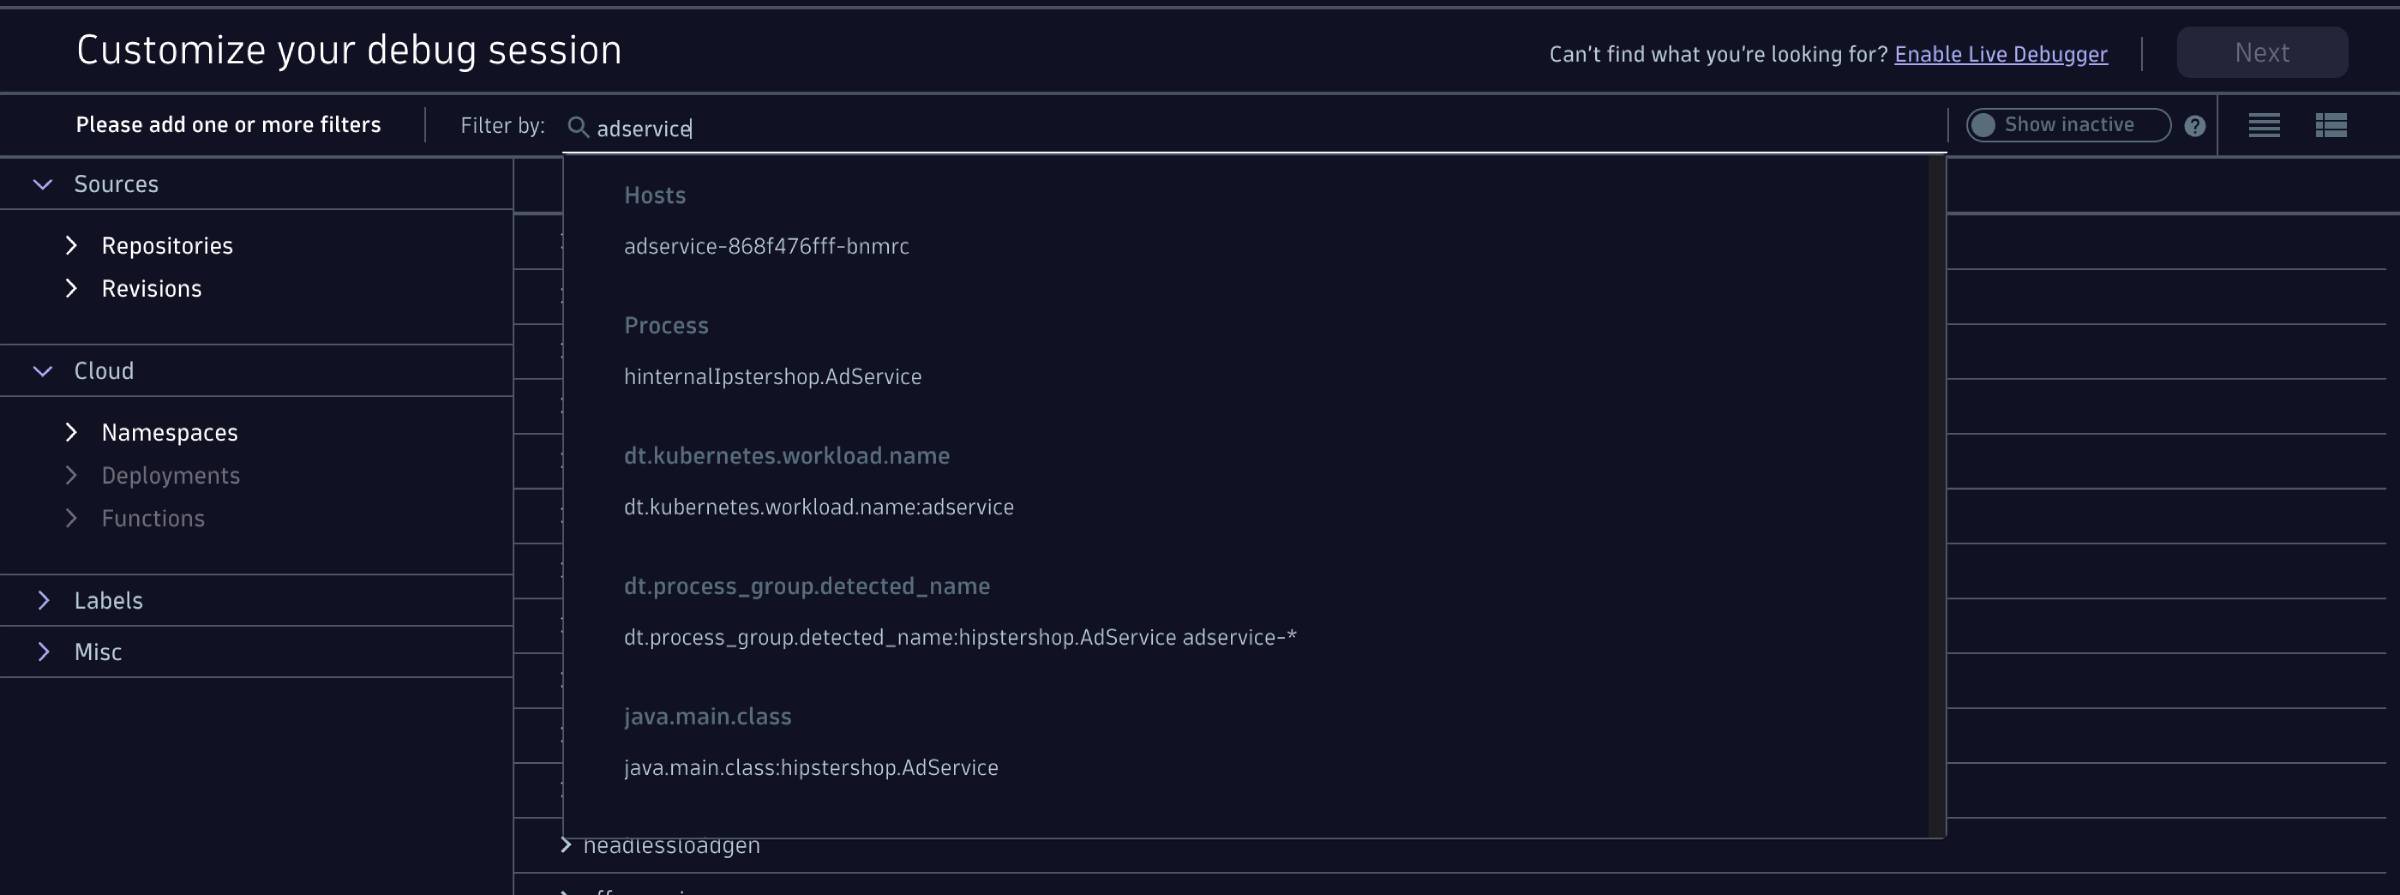 Customize your debug session
Can't find what you're looking for? Enable Live Debugger
Next
Please add one or more filters
Filter by:
adservice
Show inactive
Sources
Repositories
Revisions
Cloud
Namespaces
Deployments
Functions
Labels
Misc
Hosts
adservice-868f476fff-bnmrc
Process
hinternalIpstershop.AdService
dt.kubernetes.workload.name
dt.kubernetes.workload.name:adservice
dt.process_group.detected_name
dt.process_group.detected_name:hipstershop.AdService adservice-*
java.main.class
java.main.class:hipstershop.AdService
headlessloadgen